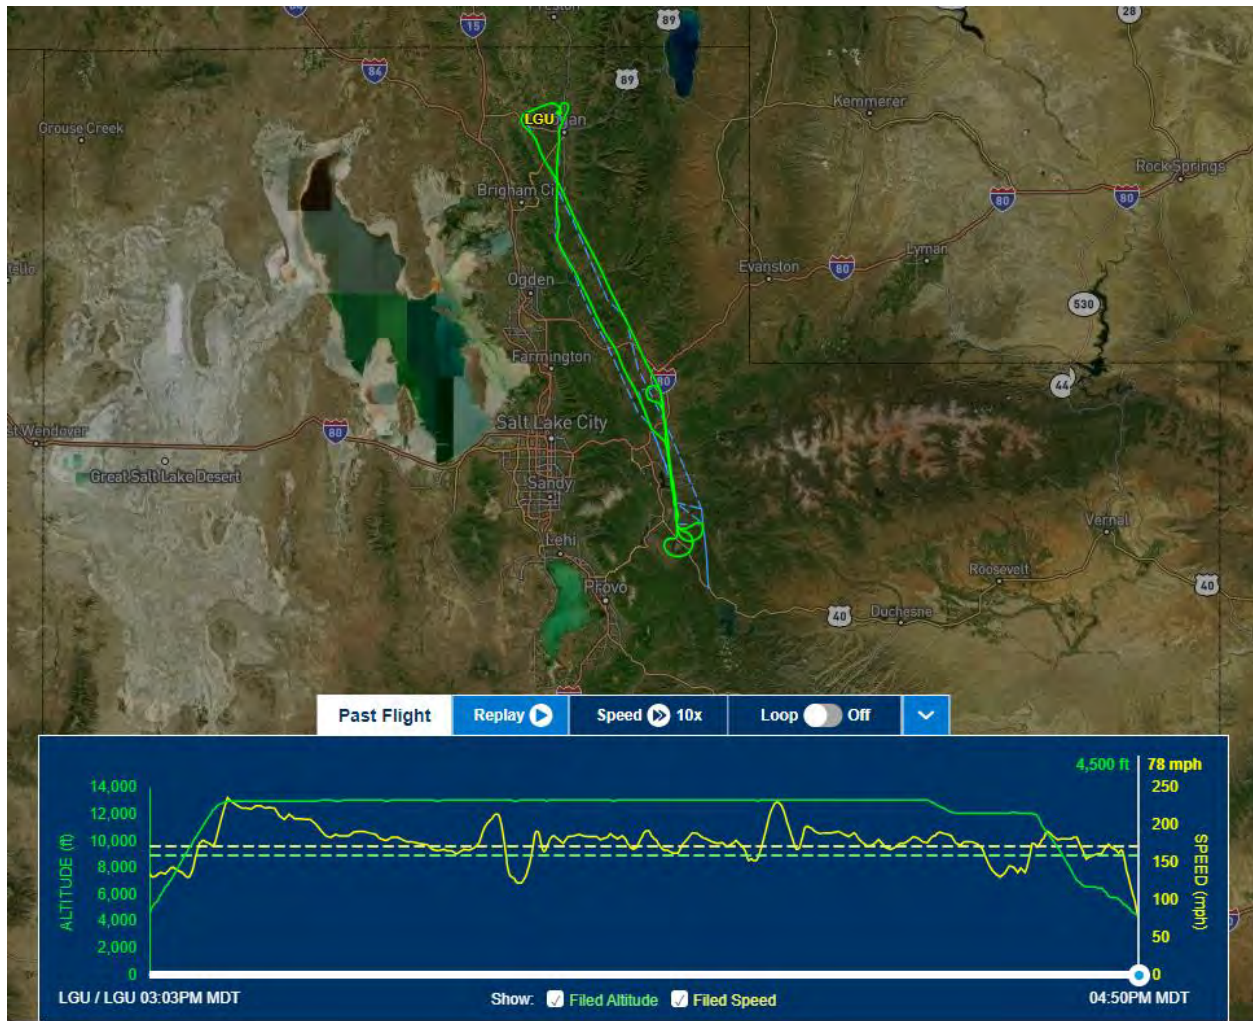 84
Preston
15
89
28
84
89
Kemmerer
Grouse Creek
LGU
Rock Springs
Brigham City
80
80
Lyman
Evanston
80
Ogden
530
Farmington
80
44
Salt Lake City
t Wendover
80
Great Salt Lake Desert
Sandy
Vernal
Lehi
Roosevelt
Provo
40
40
Duchesne
Past Flight
Replay
Speed
10x
Loop
Off
4,500 ft
78 mph
14,000
12,000
10,000
8,000
6,000
4,000
2,000
0
ALTITUDE (ft)
250
200
150
100
50
0
SPEED (mph)
LGU / LGU 03:03PM MDT
Show:
Filed Altitude
Filed Speed
04:50PM MDT